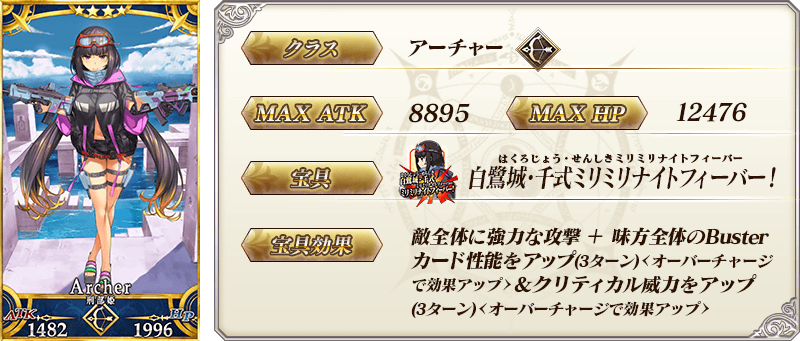 Archer
刑部姫
ATK
HP
1482
1996
クラス
アーチャー
MAX ATK
8895
MAX HP
12476
宝具
はくろじょう・せんしきミリミリナイトフィーバー
白鷺城・千式ミリミリナイトフィーバー!
宝具効果
敵全体に強力な攻撃 + 味方全体のBuster
カード性能をアップ(3ターン)<オーバーチャージ
で効果アップ>&クリティカル威力をアップ
(3ターン)<オーバーチャージで効果アップ>